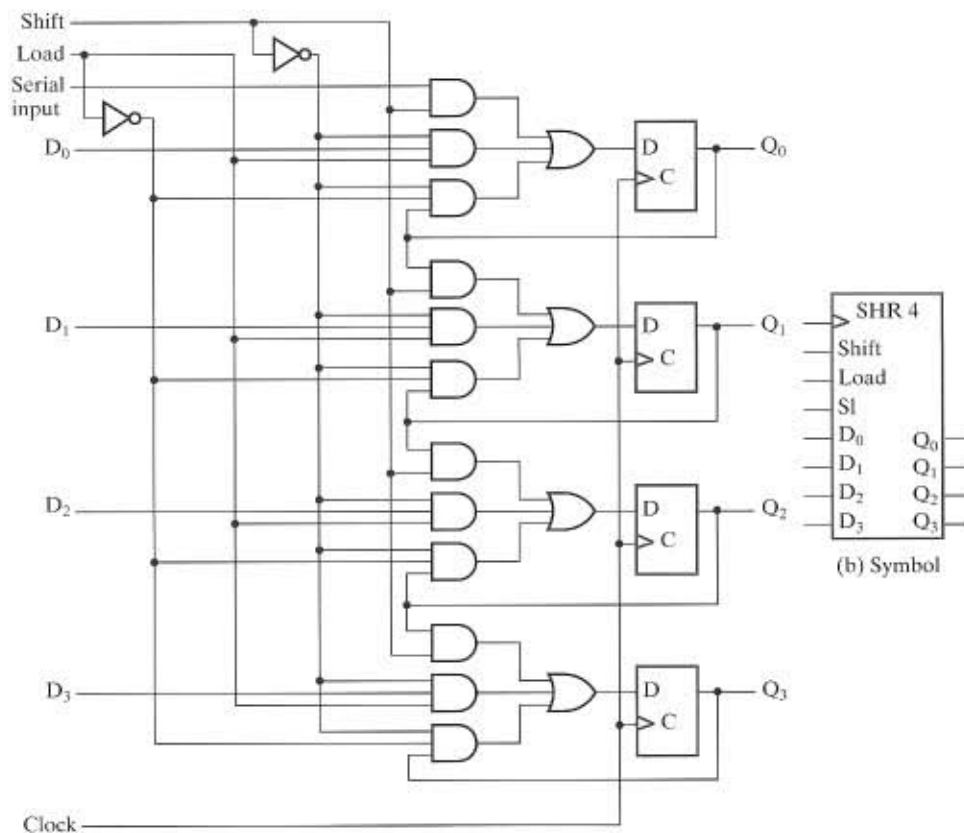 Shift
Load
Serial
input
D0
D
C
Q0
D1
D
C
Q1
D2
D
C
Q2
D3
D
C
Q3
Clock
SHR 4
Shift
Load
SI
D0
D1
D2
D3
Q0
Q1
Q2
Q3
(b) Symbol